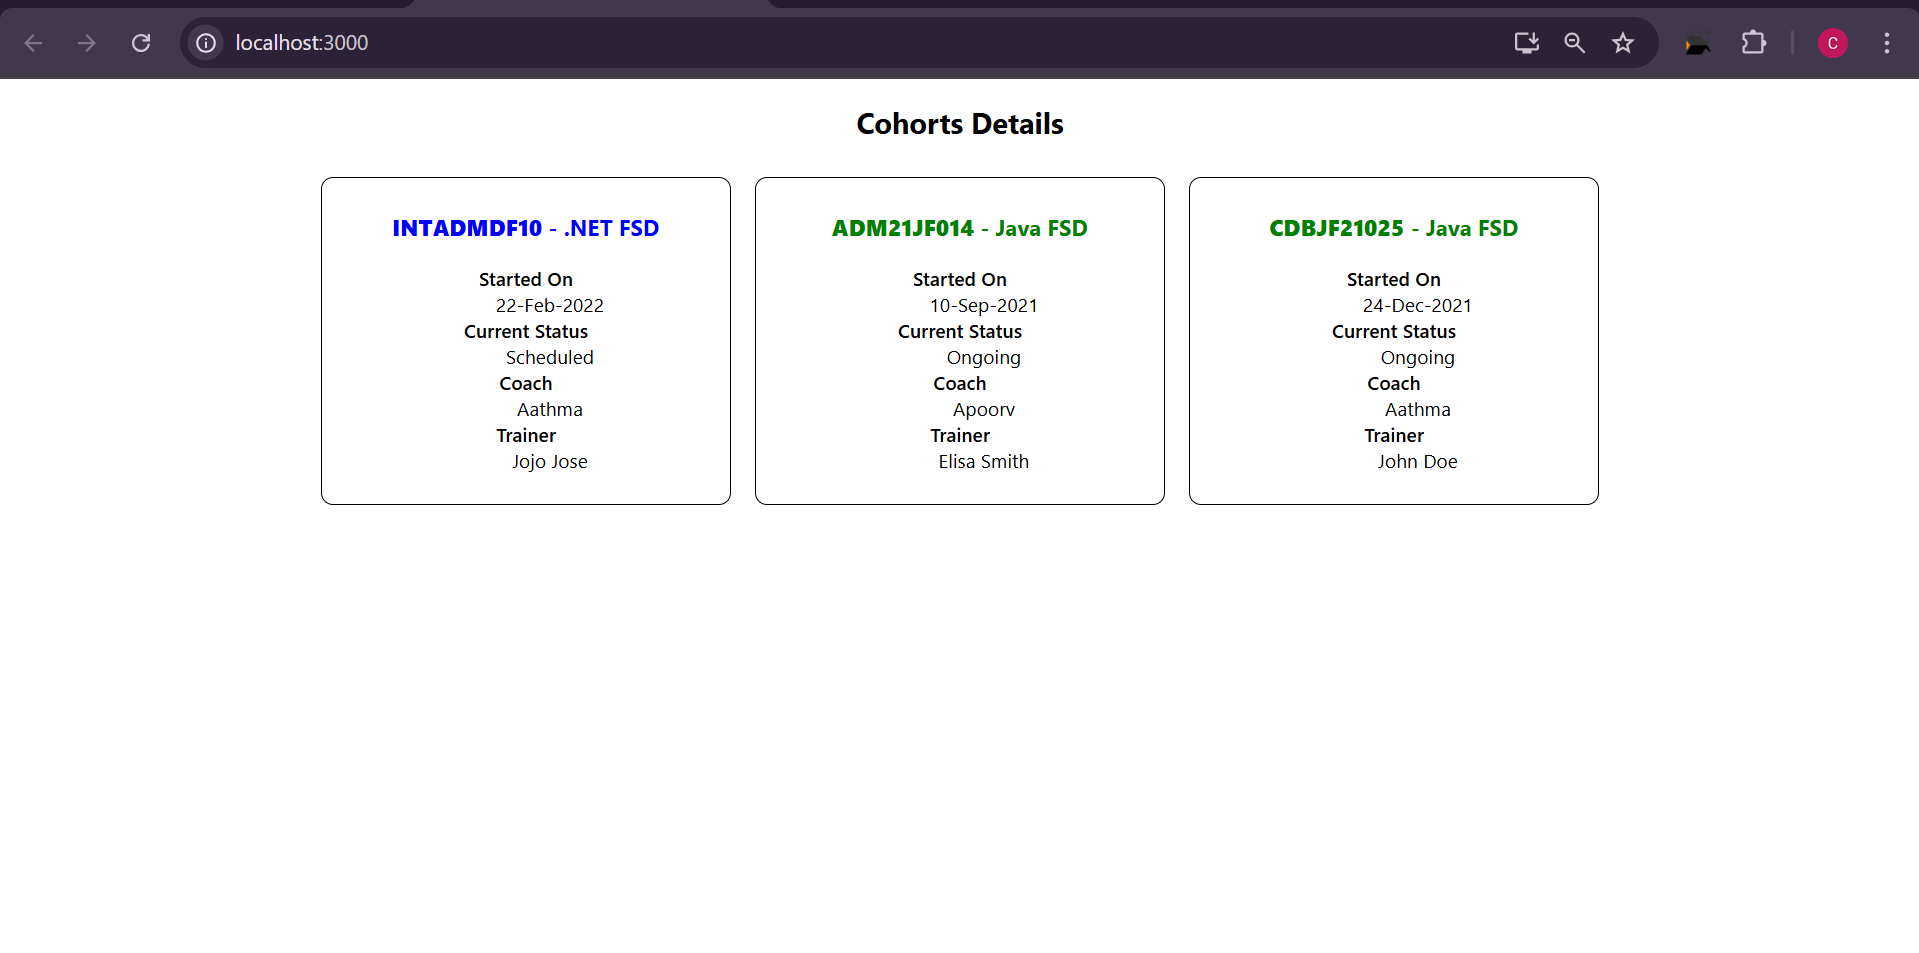 localhost:3000
C
Cohorts Details
INTADMDF10 - .NET FSD
Started On
22-Feb-2022
Current Status
Scheduled
Coach
Aathma
Trainer
Jojo Jose
ADM21JF014 - Java FSD
Started On
10-Sep-2021
Current Status
Ongoing
Coach
Apoorv
Trainer
Elisa Smith
CDBJF21025 - Java FSD
Started On
24-Dec-2021
Current Status
Ongoing
Coach
Aathma
Trainer
John Doe